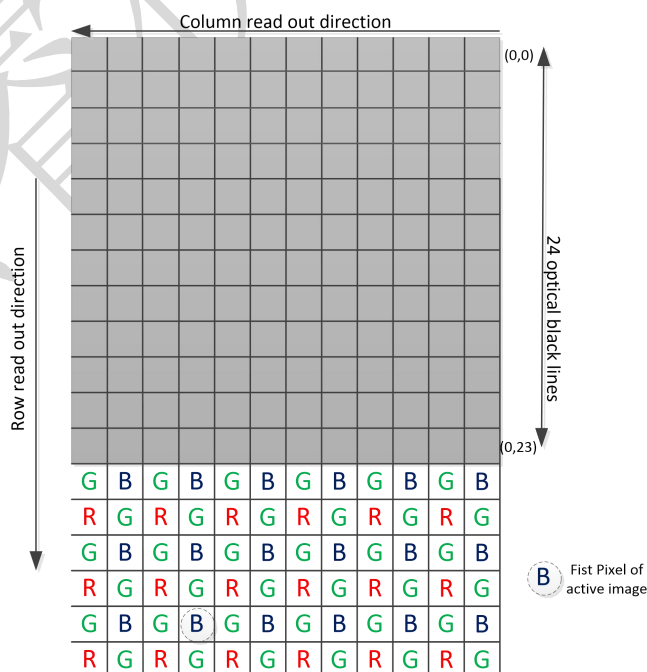 Column read out direction
(0,0)
24 optical black lines
Row read out direction
(0,23)
G B G B G B G B G B G B
R G R G R G R G R G R G
G B G B G B G B G B G B
R G R G R G R G R G R G
G B G B G B G B G B G B
R G R G R G R G R G R G
B Fist Pixel of
active image